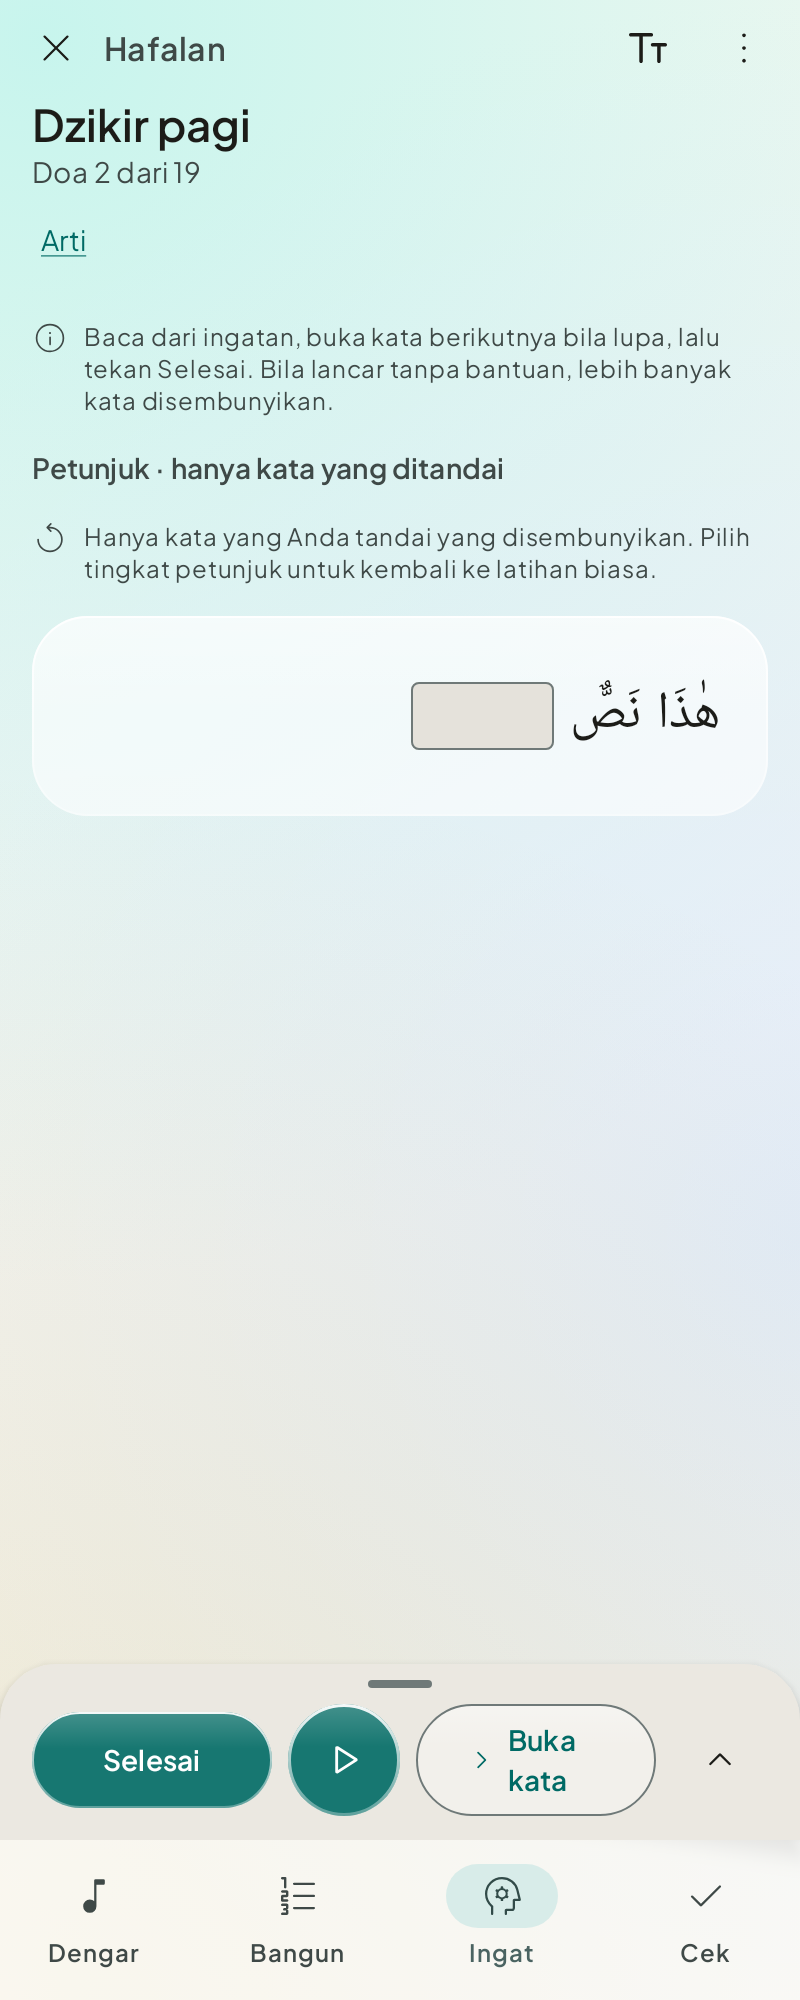 Hafalan
Dzikir pagi
Doa 2 dari 19
Arti
Baca dari ingatan, buka kata berikutnya bila lupa, lalu
tekan Selesai. Bila lancar tanpa bantuan, lebih banyak
kata disembunyikan.
Petunjuk · hanya kata yang ditandai
Hanya kata yang Anda tandai yang disembunyikan. Pilih
tingkat petunjuk untuk kembali ke latihan biasa.
هٰذَا نَصٌّ
Selesai
Buka
kata
Dengar
Bangun
Ingat
Cek